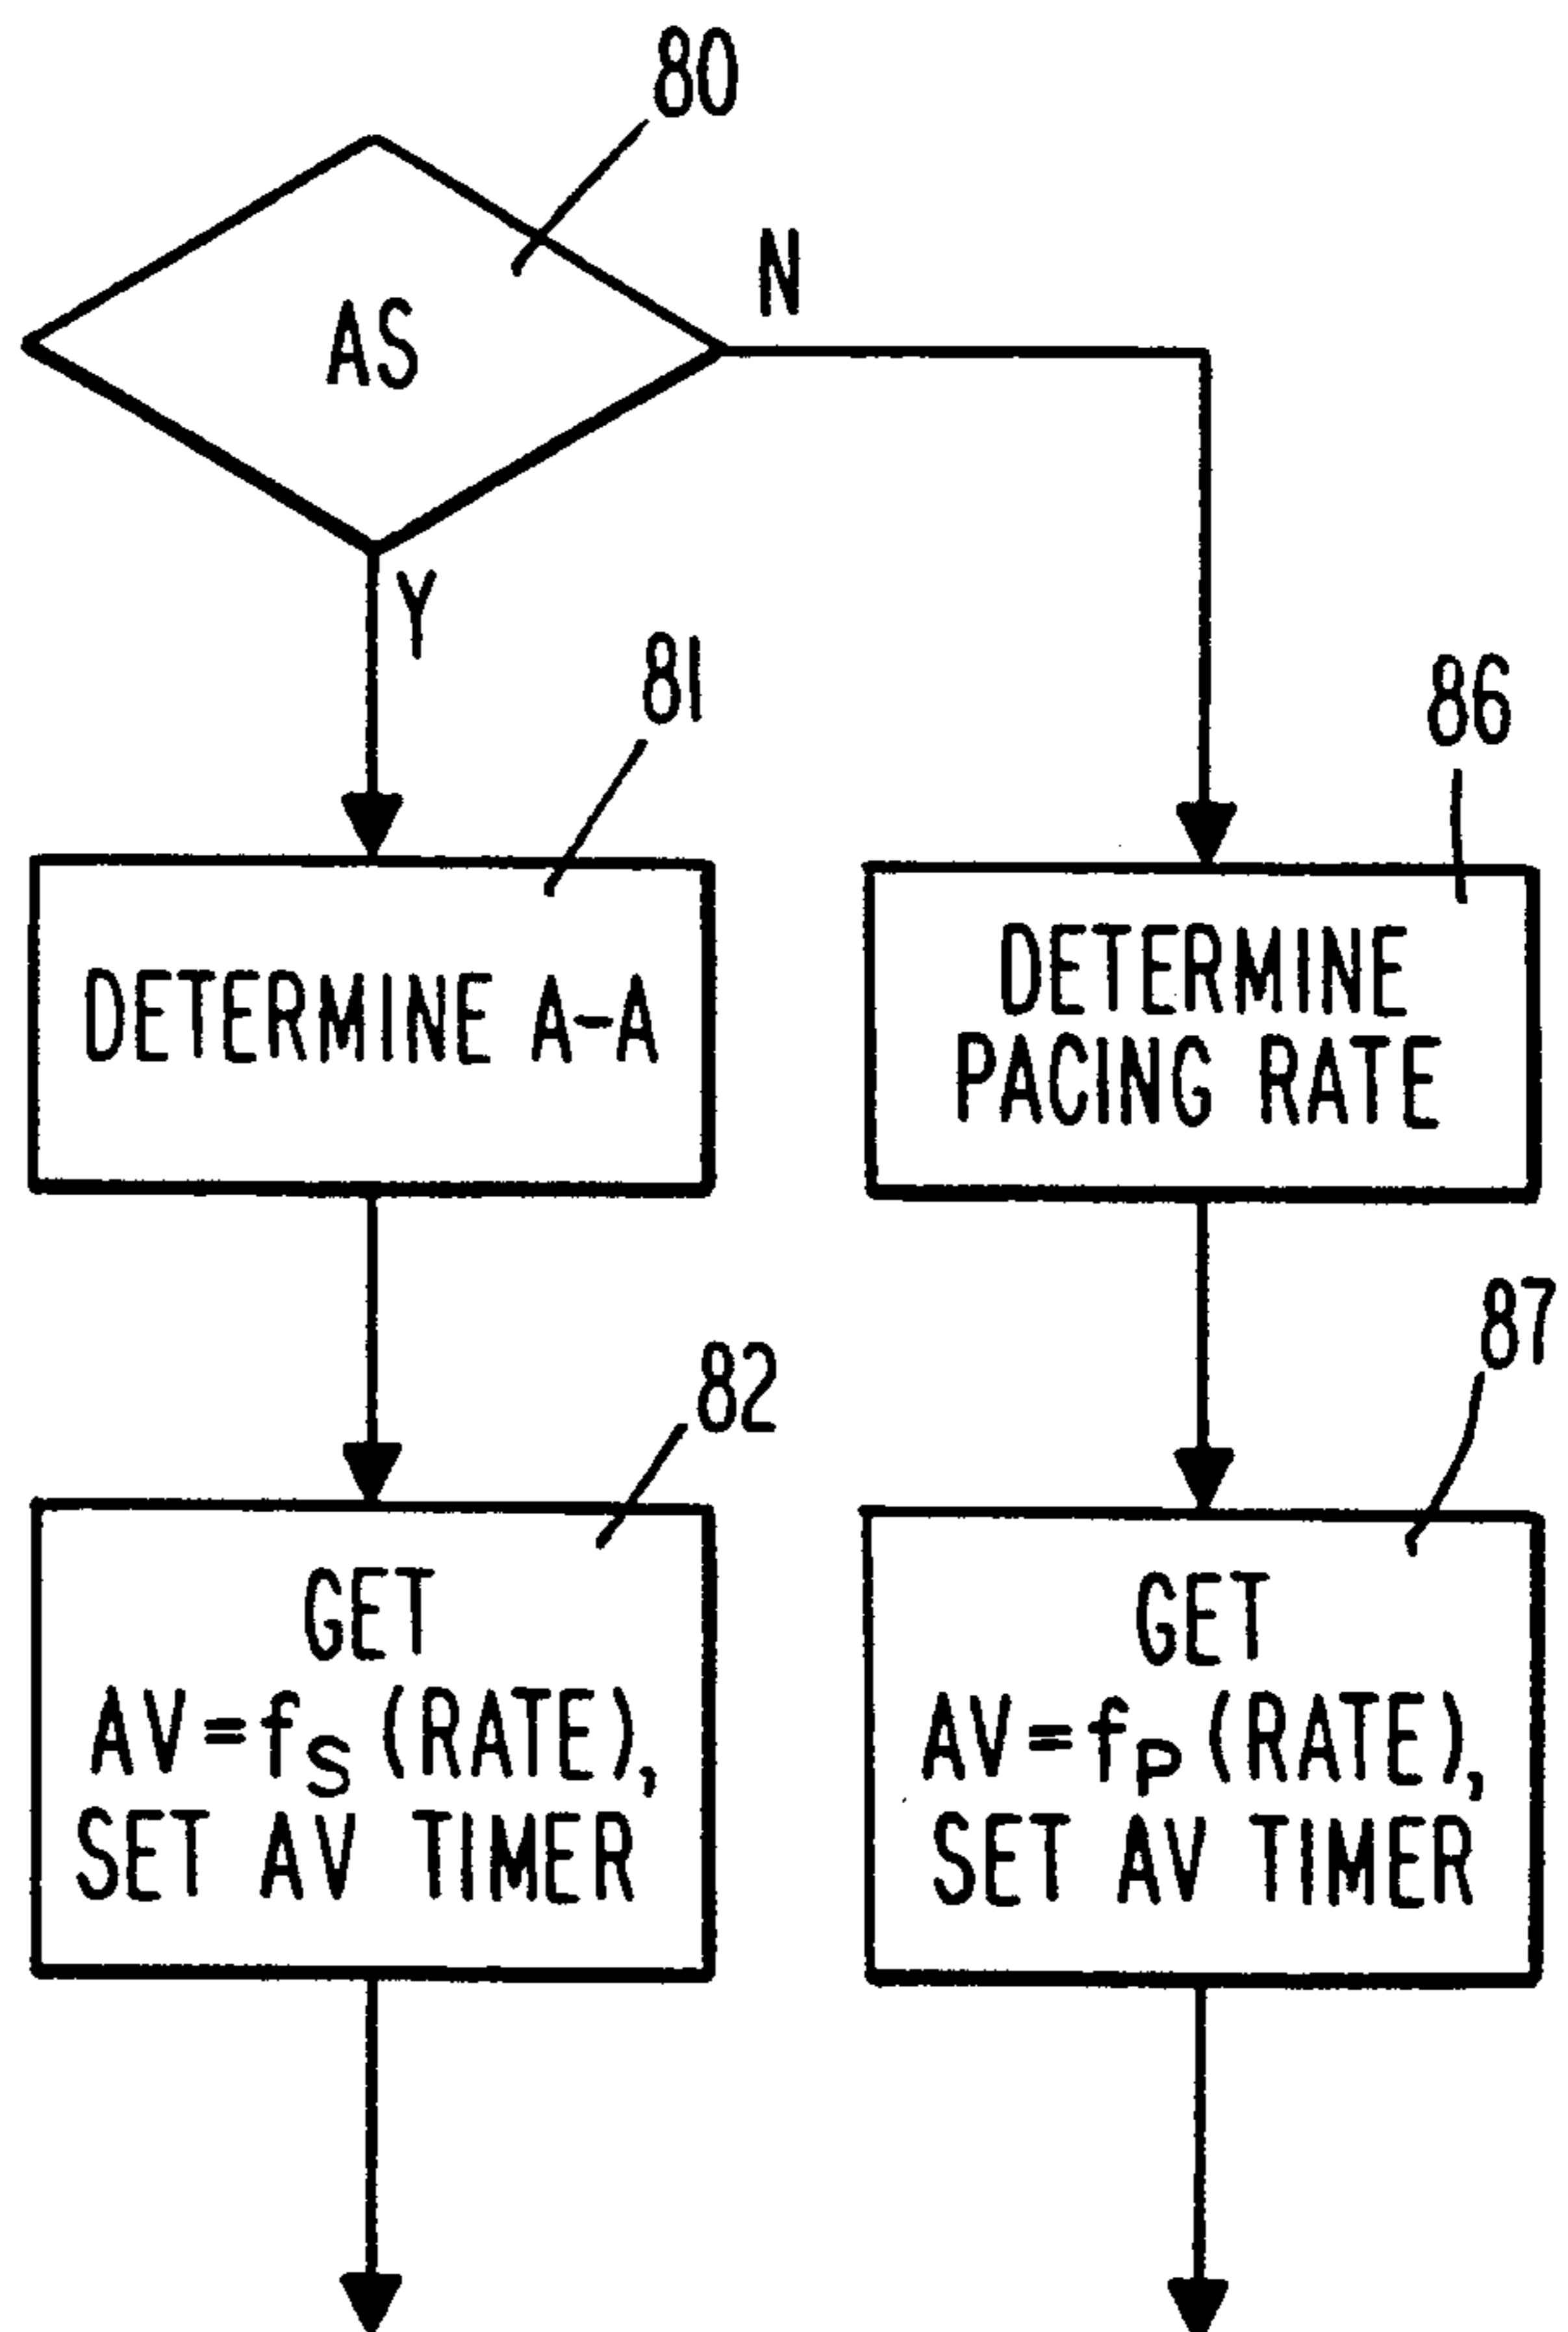 80
AS
N
Y
81
86
DETERMINE A-A
DETERMINE
PACING RATE
82
87
GET
AV=fS (RATE),
SET AV TIMER
GET
AV=fP (RATE),
SET AV TIMER